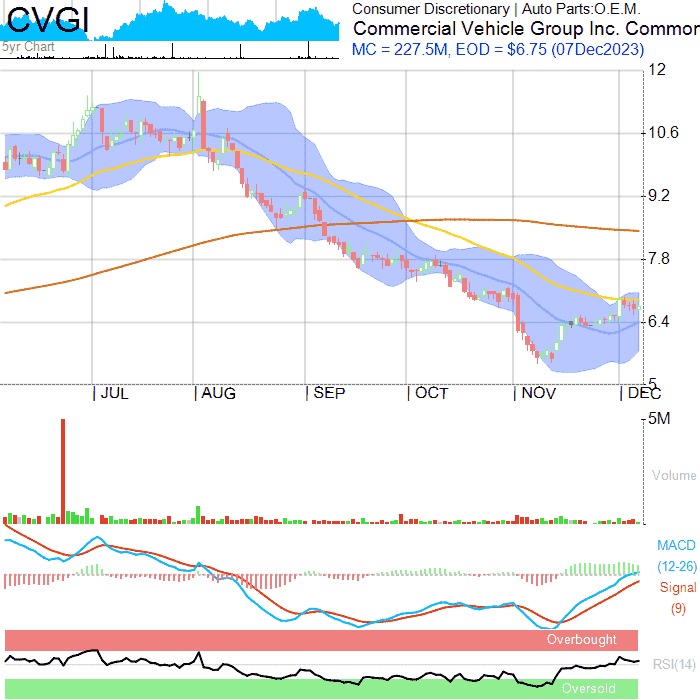 CVGI
5yr Chart
Consumer Discretionary | Auto Parts:O.E.M.
Commercial Vehicle Group Inc. Common
MC = 227.5M, EOD = $6.75 (07Dec2023)
12
10.6
9.2
7.8
6.4
5
JUL
AUG
SEP
OCT
NOV
DEC
5M
Volume
MACD
(12-26)
Signal
(9)
Overbought
RSI(14)
Oversold